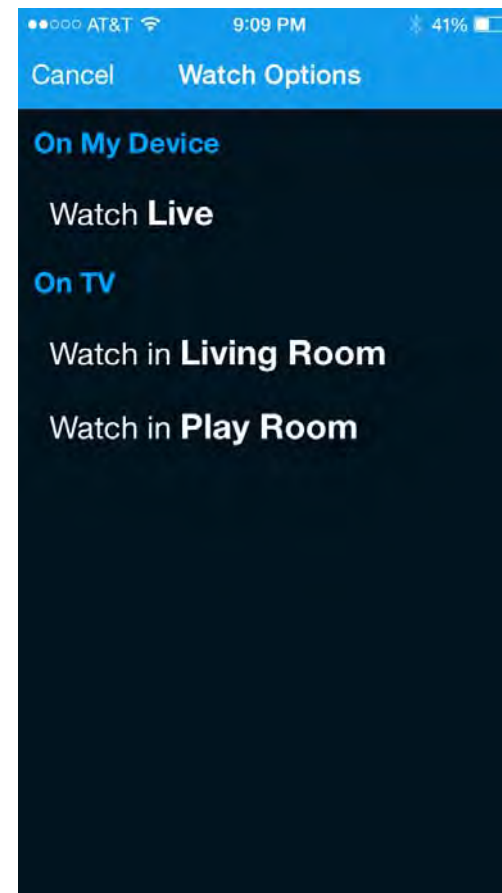 AT&T 9:09 PM 41%
Cancel Watch Options
On My Device
Watch Live
On TV
Watch in Living Room
Watch in Play Room